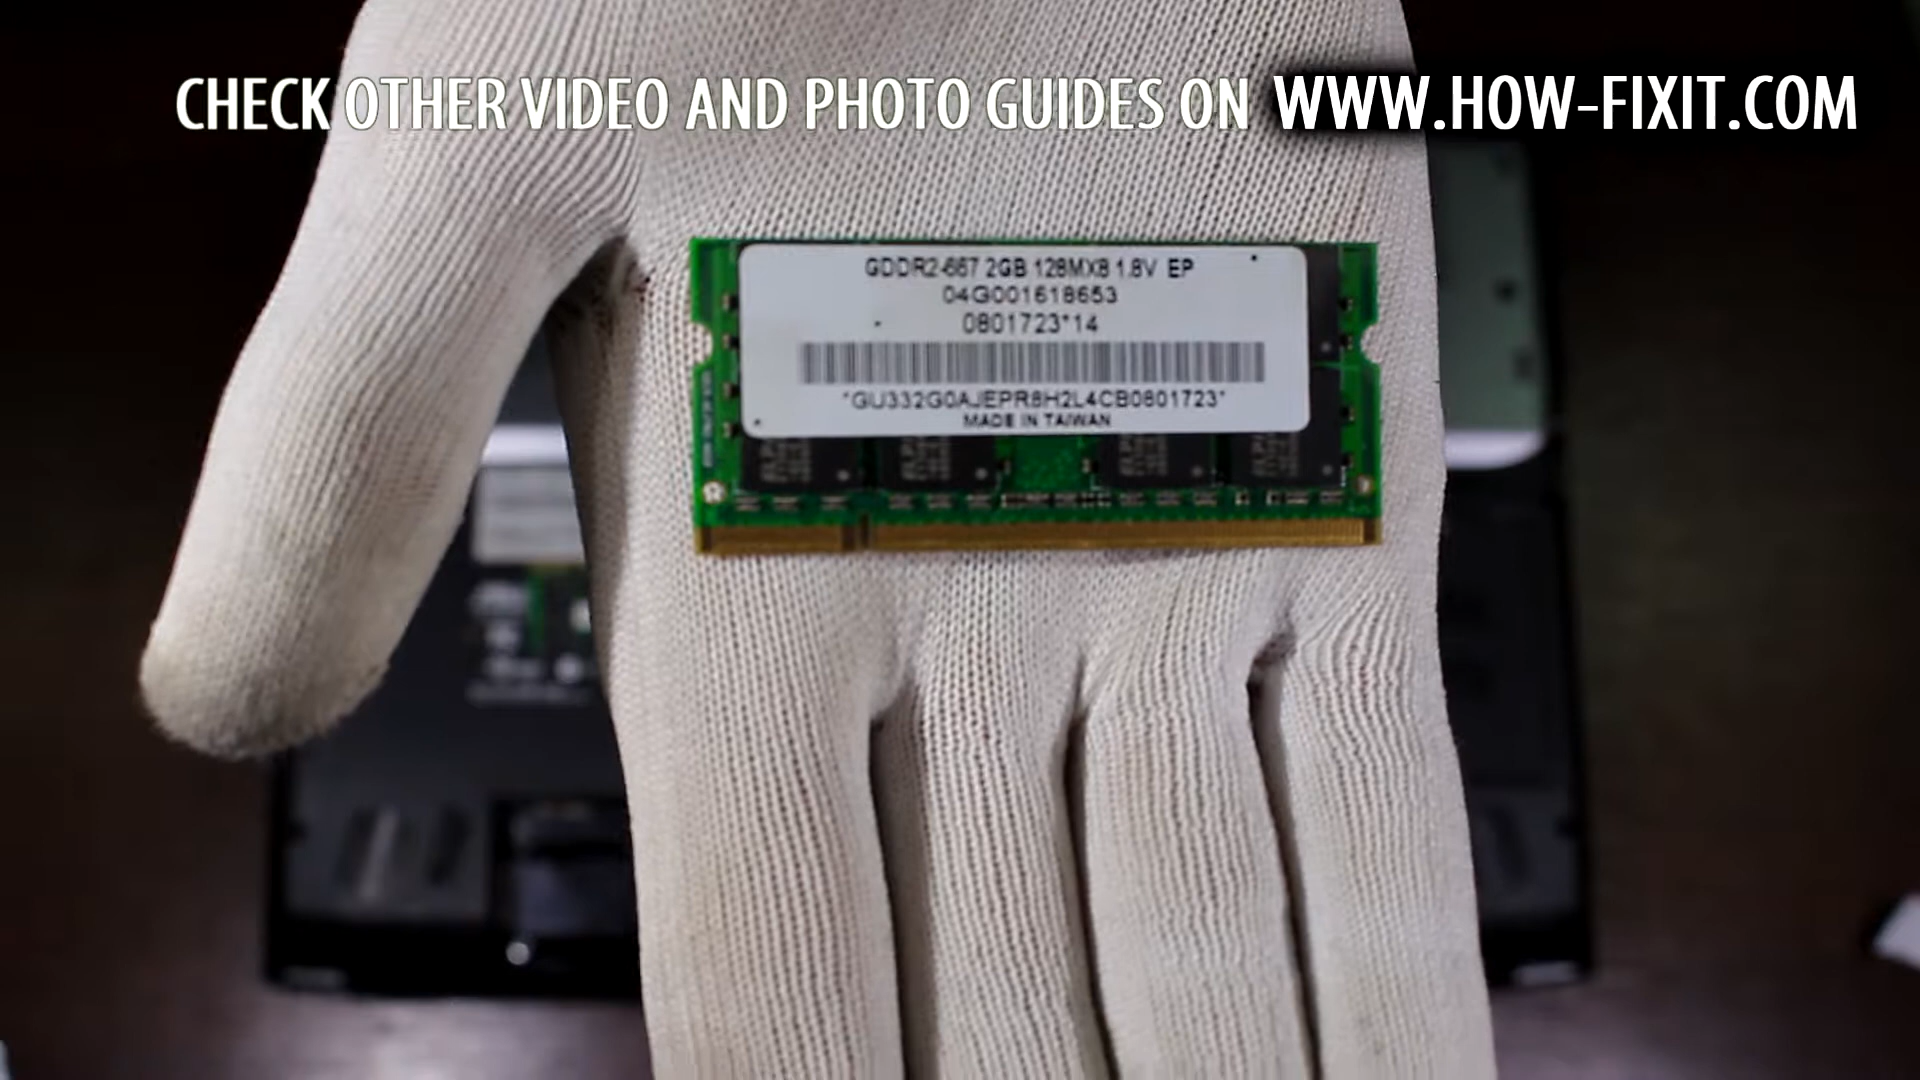 CHECK OTHER VIDEO AND PHOTO GUIDES ON WWW.HOW-FIXIT.COM
GDDR2-667 2GB 128MX8 1.8V EP
04G001618653
0801723*14
*GU332G0AJEPR8H2L4CB0801723*
MADE IN TAIWAN